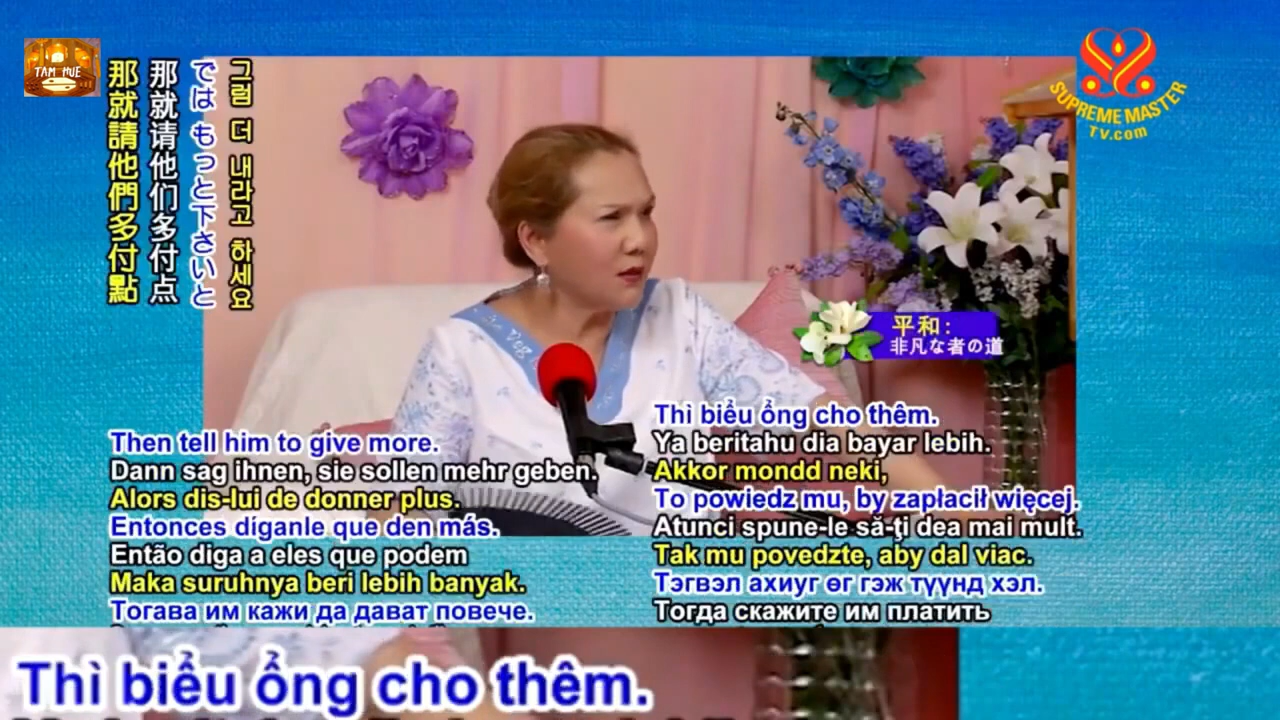 TAM HUE
SUPREME MASTER
TV.com
那就請他們多付點
那就请他们多付点
では もっと下さいと
그럼 더 내라고 하세요
平和:
非凡な者の道
Then tell him to give more.
Dann sag ihnen, sie sollen mehr geben.
Alors dis-lui de donner plus.
Entonces díganle que den más.
Então diga a eles que podem
Maka suruhnya beri lebih banyak.
Тогава им кажи да дават повече.
Thì biểu ổng cho thêm.
Ya beritahu dia bayar lebih.
Akkor mondd neki,
To powiedz mu, by zapłacił więcej.
Atunci spune-le să-ţi dea mai mult.
Tak mu povedzte, aby dal viac.
Тэгвэл ахиуг өг гэж түүнд хэл.
Тогда скажите им платить
Thì biểu ổng cho thêm.